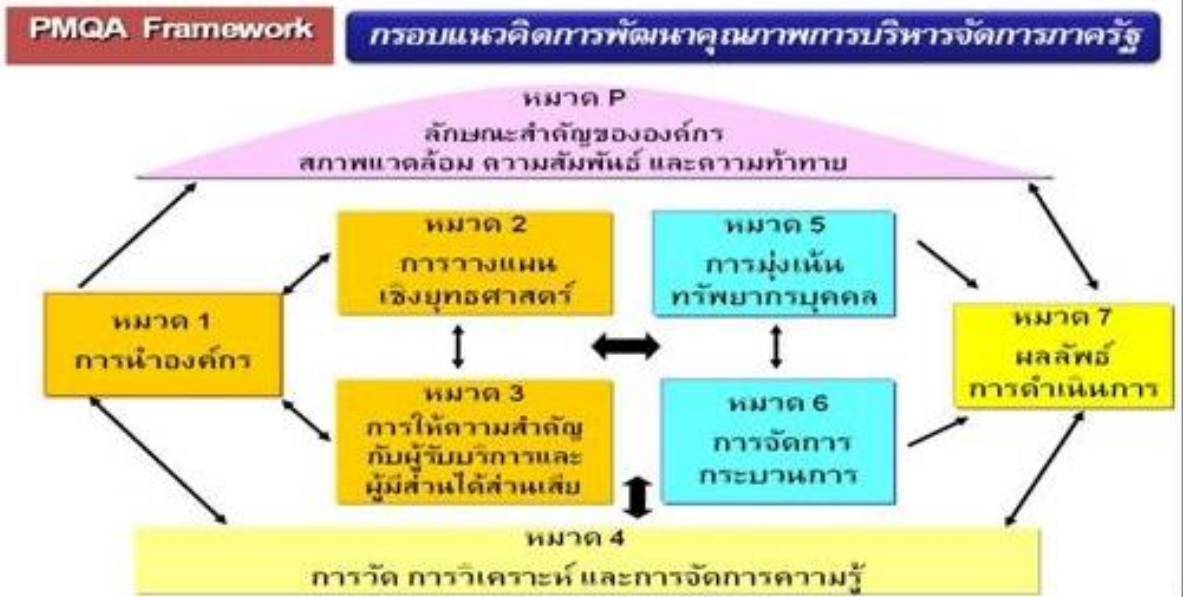 PMQA Framework
กรอบแนวคิดการพัฒนาคุณภาพการบริหารจัดการภาครัฐ
หมวด P
ลักษณะสำคัญขององค์กร
สภาพแวดล้อม ความสัมพันธ์ และความท้าทาย
หมวด 1
การนำองค์กร
หมวด 2
การวางแผน
เชิงยุทธศาสตร์
หมวด 3
การให้ความสำคัญ
กับผู้รับบริการและ
ผู้มีส่วนได้ส่วนเสีย
หมวด 5
การมุ่งเน้น
ทรัพยากรบุคคล
หมวด 6
การจัดการ
กระบวนการ
หมวด 7
ผลลัพธ์
การดำเนินการ
หมวด 4
การวัด การวิเคราะห์ และการจัดการความรู้